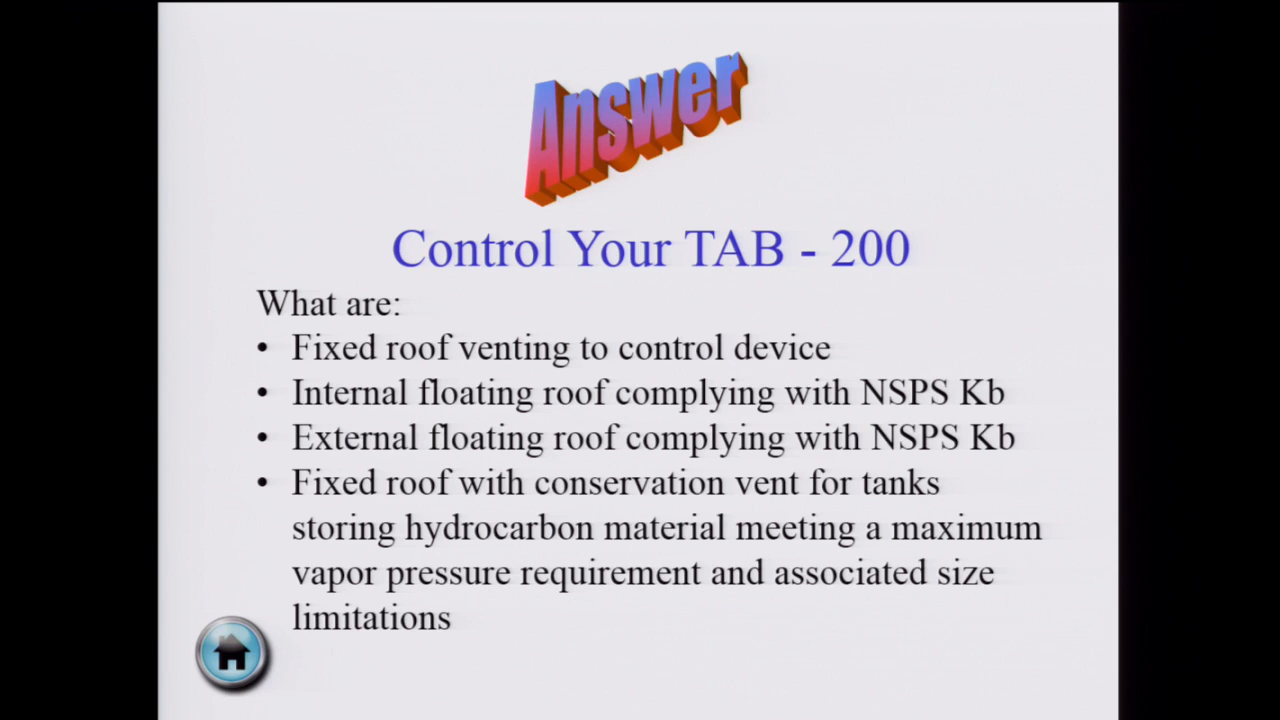 Answer
Control Your TAB - 200
What are:
• Fixed roof venting to control device
• Internal floating roof complying with NSPS Kb
• External floating roof complying with NSPS Kb
• Fixed roof with conservation vent for tanks
storing hydrocarbon material meeting a maximum
vapor pressure requirement and associated size
limitations